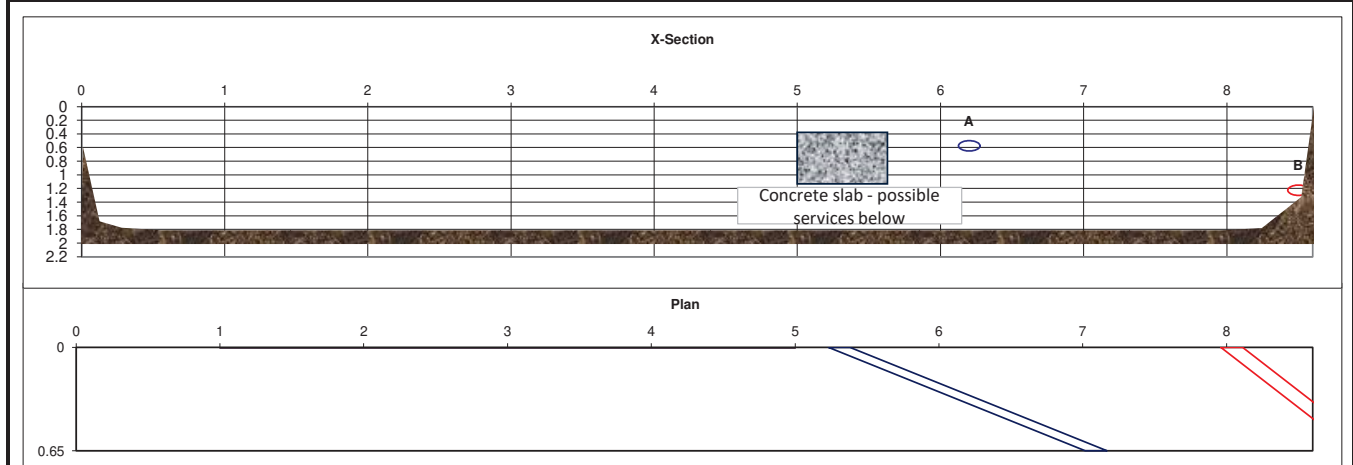 X-Section
0 1 2 3 4 5 6 7 8
0
0.2
0.4
0.6
0.8
1
1.2
1.4
1.6
1.8
2
2.2
A
B
Concrete slab - possible
services below
Plan
0 1 2 3 4 5 6 7 8
0
0.65